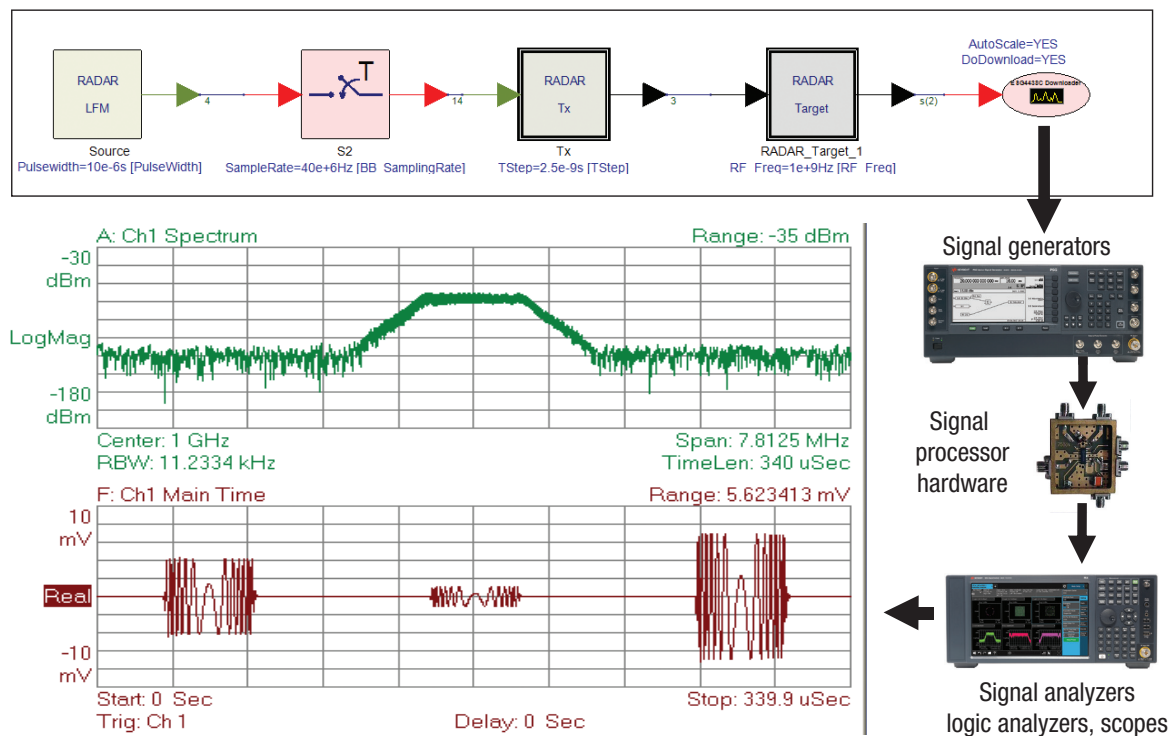 AutoScale=YES
DoDownload=YES
RADAR
LFM
T
RADAR
Tx
RADAR
Target
4
14
3
s(2)
Source
S2
Tx
RADAR_Target_1
Pulsewidth=10e-6s [PulseWidth]
SampleRate=40e+6Hz [BB_SamplingRate]
TStep=2.5e-9s [TStep]
RF_Freq=1e+9Hz [RF_Freq]
A: Ch1 Spectrum
Range: -35 dBm
-30
dBm
LogMag
-180
dBm
Center: 1 GHz
Span: 7.8125 MHz
RBW: 11.2334 kHz
TimeLen: 340 uSec
F: Ch1 Main Time
Range: 5.623413 mV
10
mV
Real
-10
mV
Start: 0 Sec
Stop: 339.9 uSec
Trig: Ch 1
Delay: 0 Sec
Signal generators
Signal
processor
hardware
Signal analyzers
logic analyzers, scopes